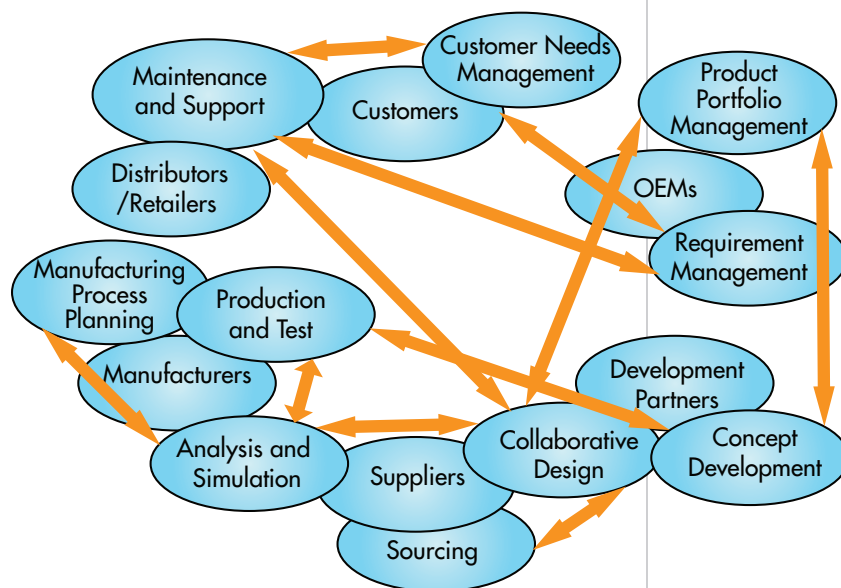 Customer Needs
Management
Maintenance
and Support
Customers
Product
Portfolio
Management
Distributors
/Retailers
OEMs
Requirement
Management
Manufacturing
Process
Planning
Production
and Test
Manufacturers
Development
Partners
Analysis and
Simulation
Suppliers
Collaborative
Design
Concept
Development
Sourcing